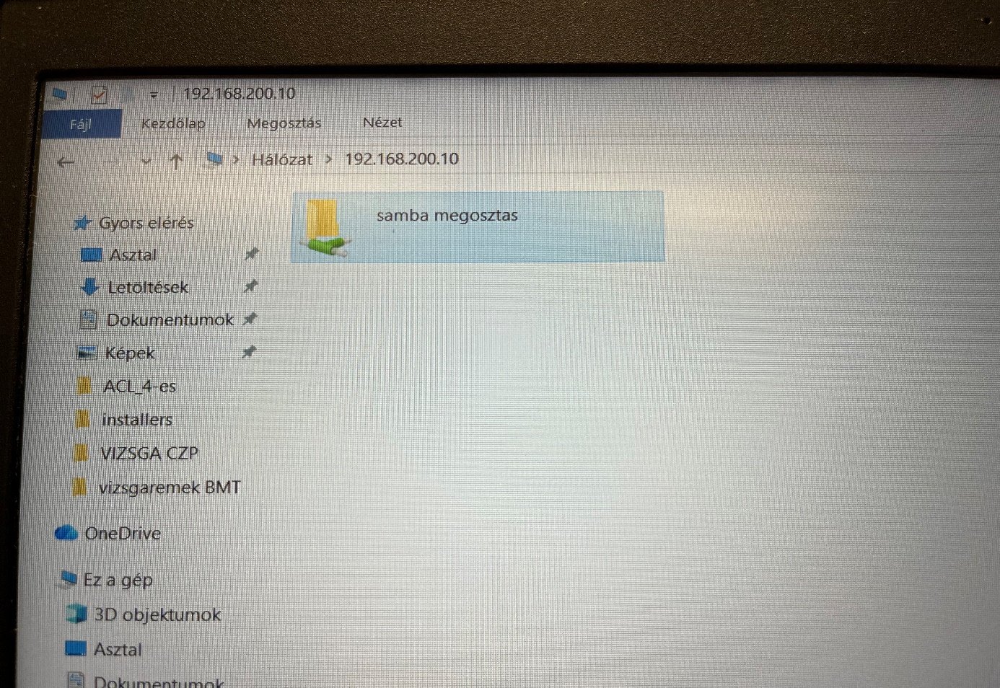 192.168.200.10
Fájl Kezdőlap Megosztás Nézet
Hálózat > 192.168.200.10
samba megosztas
Gyors elérés
Asztal
Letöltések
Dokumentumok
Képek
ACL_4-es
installers
VIZSGA CZP
vizsgaremek BMT
OneDrive
Ez a gép
3D objektumok
Asztal
Dokumentumok